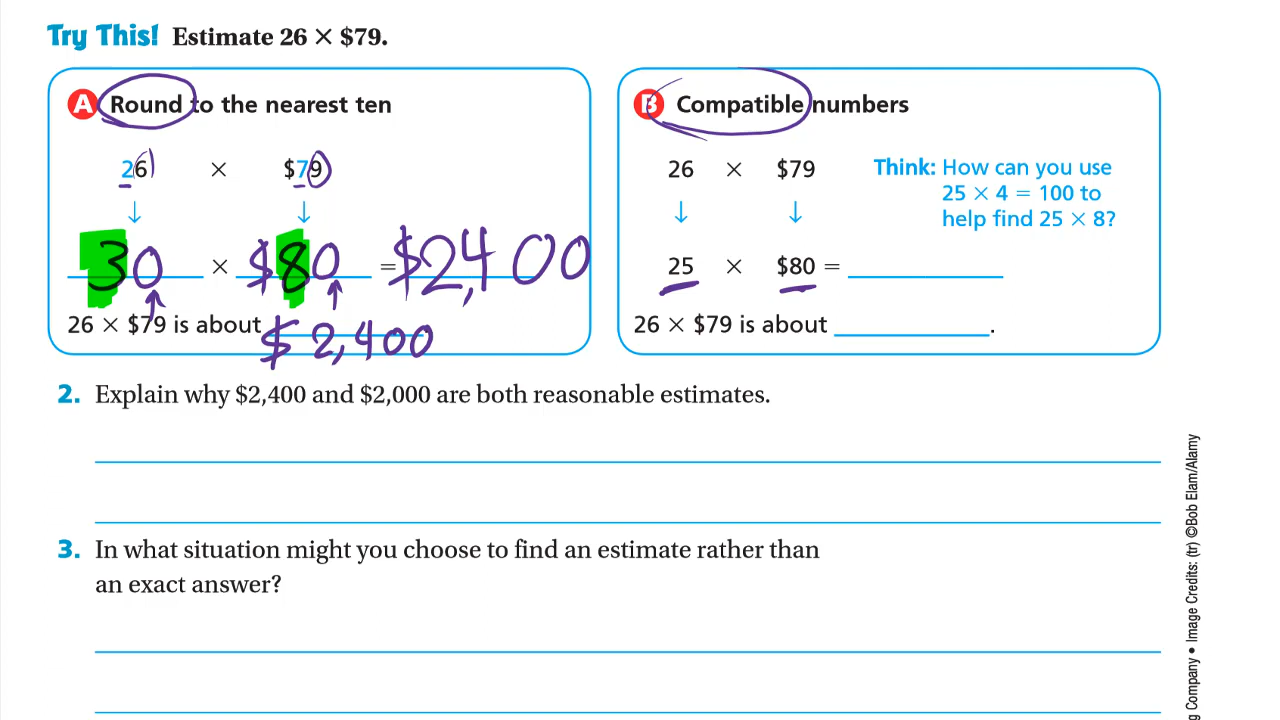 Try This! Estimate 26 × $79.
A Round to the nearest ten
26 × $79
↓ ↓
30 × $80 = $2,400
26 × $79 is about $2,400.
B Compatible numbers
26 × $79
↓ ↓
25 × $80 = ____________
26 × $79 is about ____________.
Think: How can you use
25 × 4 = 100 to
help find 25 × 8?
2. Explain why $2,400 and $2,000 are both reasonable estimates.
3. In what situation might you choose to find an estimate rather than
an exact answer?
g Company • Image Credits: (tr) ©Bob Elam/Alamy